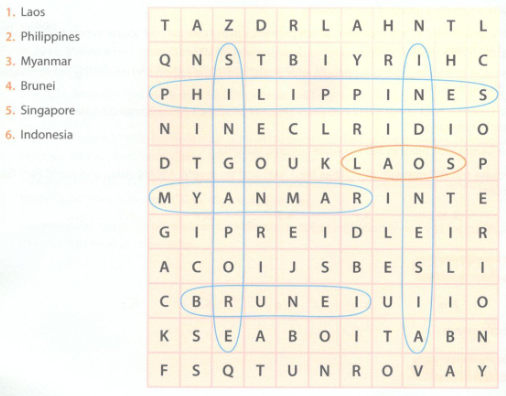 1. Laos
2. Philippines
3. Myanmar
4. Brunei
5. Singapore
6. Indonesia
T A Z D R L A H N T L
Q N S T B I Y R I H C
P H I L I P P I N E S
N I N E C L R I D I O
D T G O U K L A O S P
M Y A N M A R I N T E
G I P R E I D L E I R
A C O I J S B E S L I
C B R U N E I U I I O
K S E A B O I T A B N
F S Q T U N R O V A Y